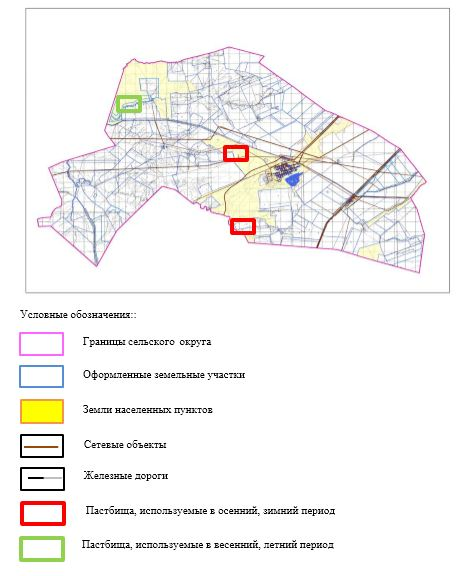 Условные обозначения::
Границы сельского округа
Оформленные земельные участки
Земли населенных пунктов
Сетевые объекты
Железные дороги
Пастбища, используемые в осенний, зимний период
Пастбища, используемые в весенний, летний период